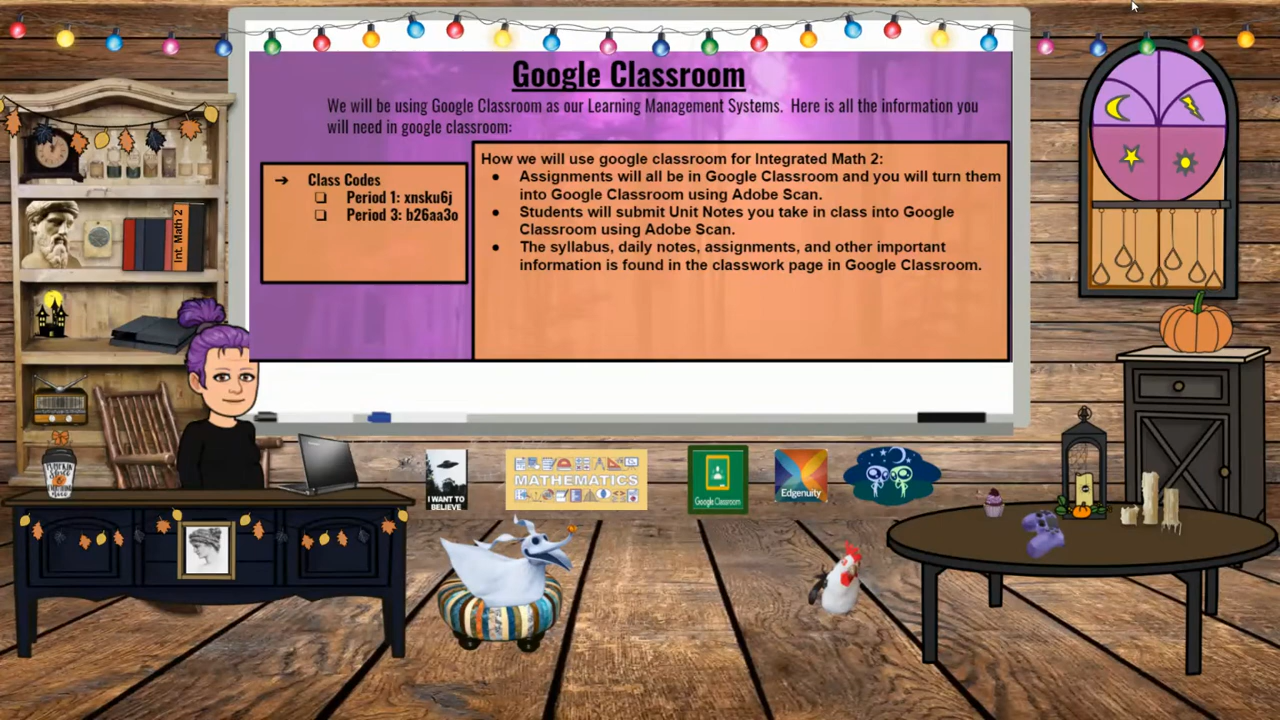 Google Classroom
We will be using Google Classroom as our Learning Management Systems. Here is all the information you
will need in google classroom:
➔ Class Codes
❏ Period 1: xnsku6j
❏ Period 3: b26aa3o
How we will use google classroom for Integrated Math 2:
● Assignments will all be in Google Classroom and you will turn them
into Google Classroom using Adobe Scan.
● Students will submit Unit Notes you take in class into Google
Classroom using Adobe Scan.
● The syllabus, daily notes, assignments, and other important
information is found in the classwork page in Google Classroom.
Int. Math 2
I WANT TO
BELIEVE
MATHEMATICS
Google Classroom
Edgenuity